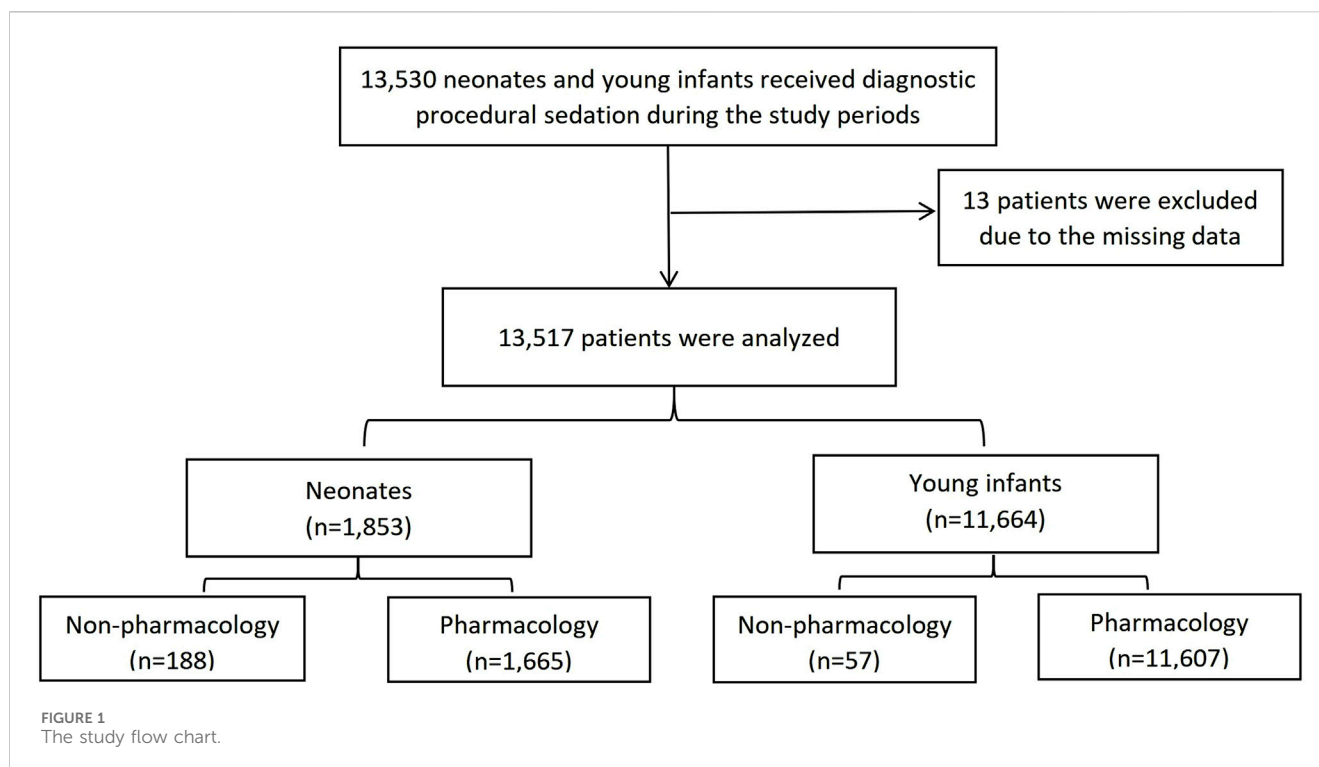 13,530 neonates and young infants received diagnostic
procedural sedation during the study periods
13 patients were excluded
due to the missing data
13,517 patients were analyzed
Neonates
(n=1,853)
Young infants
(n=11,664)
Non-pharmacology
(n=188)
Pharmacology
(n=1,665)
Non-pharmacology
(n=57)
Pharmacology
(n=11,607)
FIGURE 1
The study flow chart.